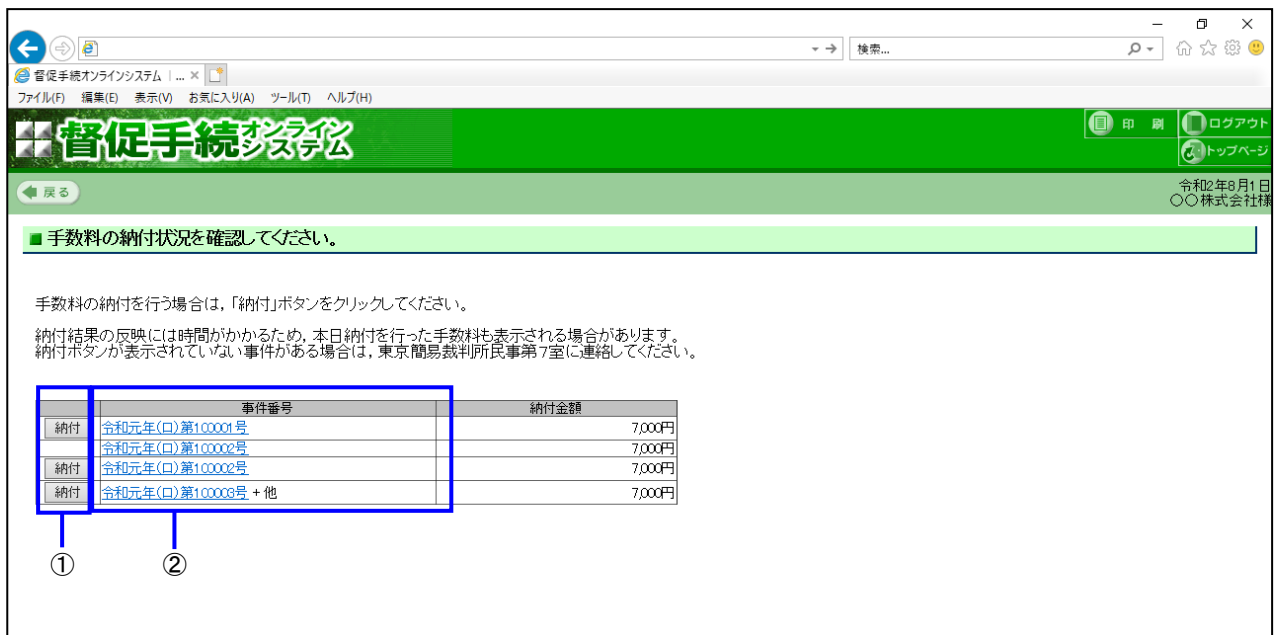 検索...
督促手続オンラインシステム | ...
ファイル(F) 編集(E) 表示(V) お気に入り(A) ツール(T) ヘルプ(H)
督促手続オンラインシステム
印 刷
ログアウト
トップページ
戻る
令和2年8月1日
○○株式会社様
■手数料の納付状況を確認してください。
手数料の納付を行う場合は，「納付」ボタンをクリックしてください。
納付結果の反映には時間がかかるため，本日納付を行った手数料も表示される場合があります。
納付ボタンが表示されていない事件がある場合は，東京簡易裁判所民事第7室に連絡してください。
事件番号 納付金額
納付 令和元年(ロ)第100001号 7,000円
令和元年(ロ)第100002号 7,000円
納付 令和元年(ロ)第100002号 7,000円
納付 令和元年(ロ)第100003号 + 他 7,000円
① ②